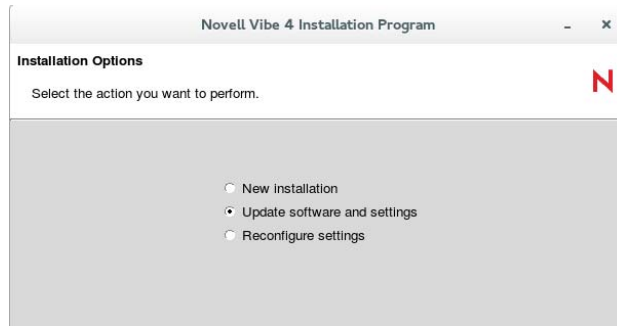 Novell Vibe 4 Installation Program
Installation Options
Select the action you want to perform.
N
New installation
Update software and settings
Reconfigure settings